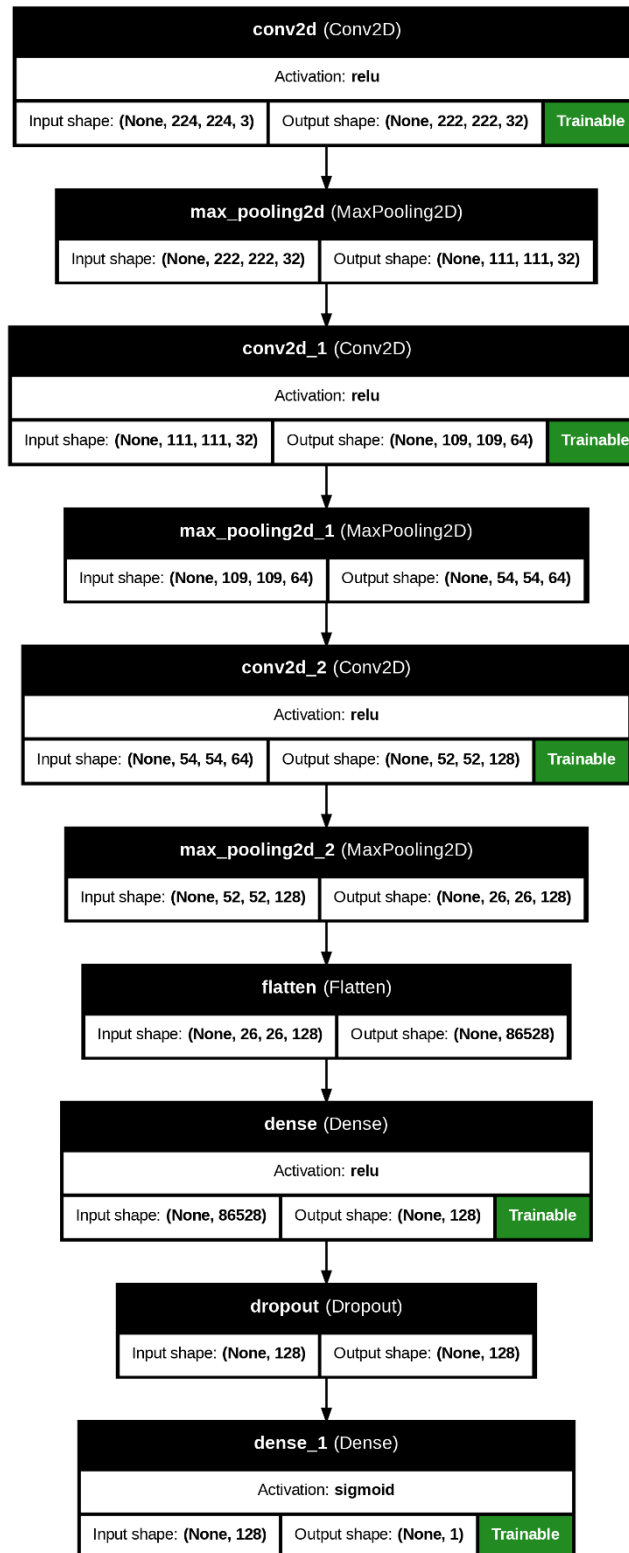 conv2d (Conv2D)
Activation: relu
Input shape: (None, 224, 224, 3) Output shape: (None, 222, 222, 32) Trainable
max_pooling2d (MaxPooling2D)
Input shape: (None, 222, 222, 32) Output shape: (None, 111, 111, 32)
conv2d_1 (Conv2D)
Activation: relu
Input shape: (None, 111, 111, 32) Output shape: (None, 109, 109, 64) Trainable
max_pooling2d_1 (MaxPooling2D)
Input shape: (None, 109, 109, 64) Output shape: (None, 54, 54, 64)
conv2d_2 (Conv2D)
Activation: relu
Input shape: (None, 54, 54, 64) Output shape: (None, 52, 52, 128) Trainable
max_pooling2d_2 (MaxPooling2D)
Input shape: (None, 52, 52, 128) Output shape: (None, 26, 26, 128)
flatten (Flatten)
Input shape: (None, 26, 26, 128) Output shape: (None, 86528)
dense (Dense)
Activation: relu
Input shape: (None, 86528) Output shape: (None, 128) Trainable
dropout (Dropout)
Input shape: (None, 128) Output shape: (None, 128)
dense_1 (Dense)
Activation: sigmoid
Input shape: (None, 128) Output shape: (None, 1) Trainable